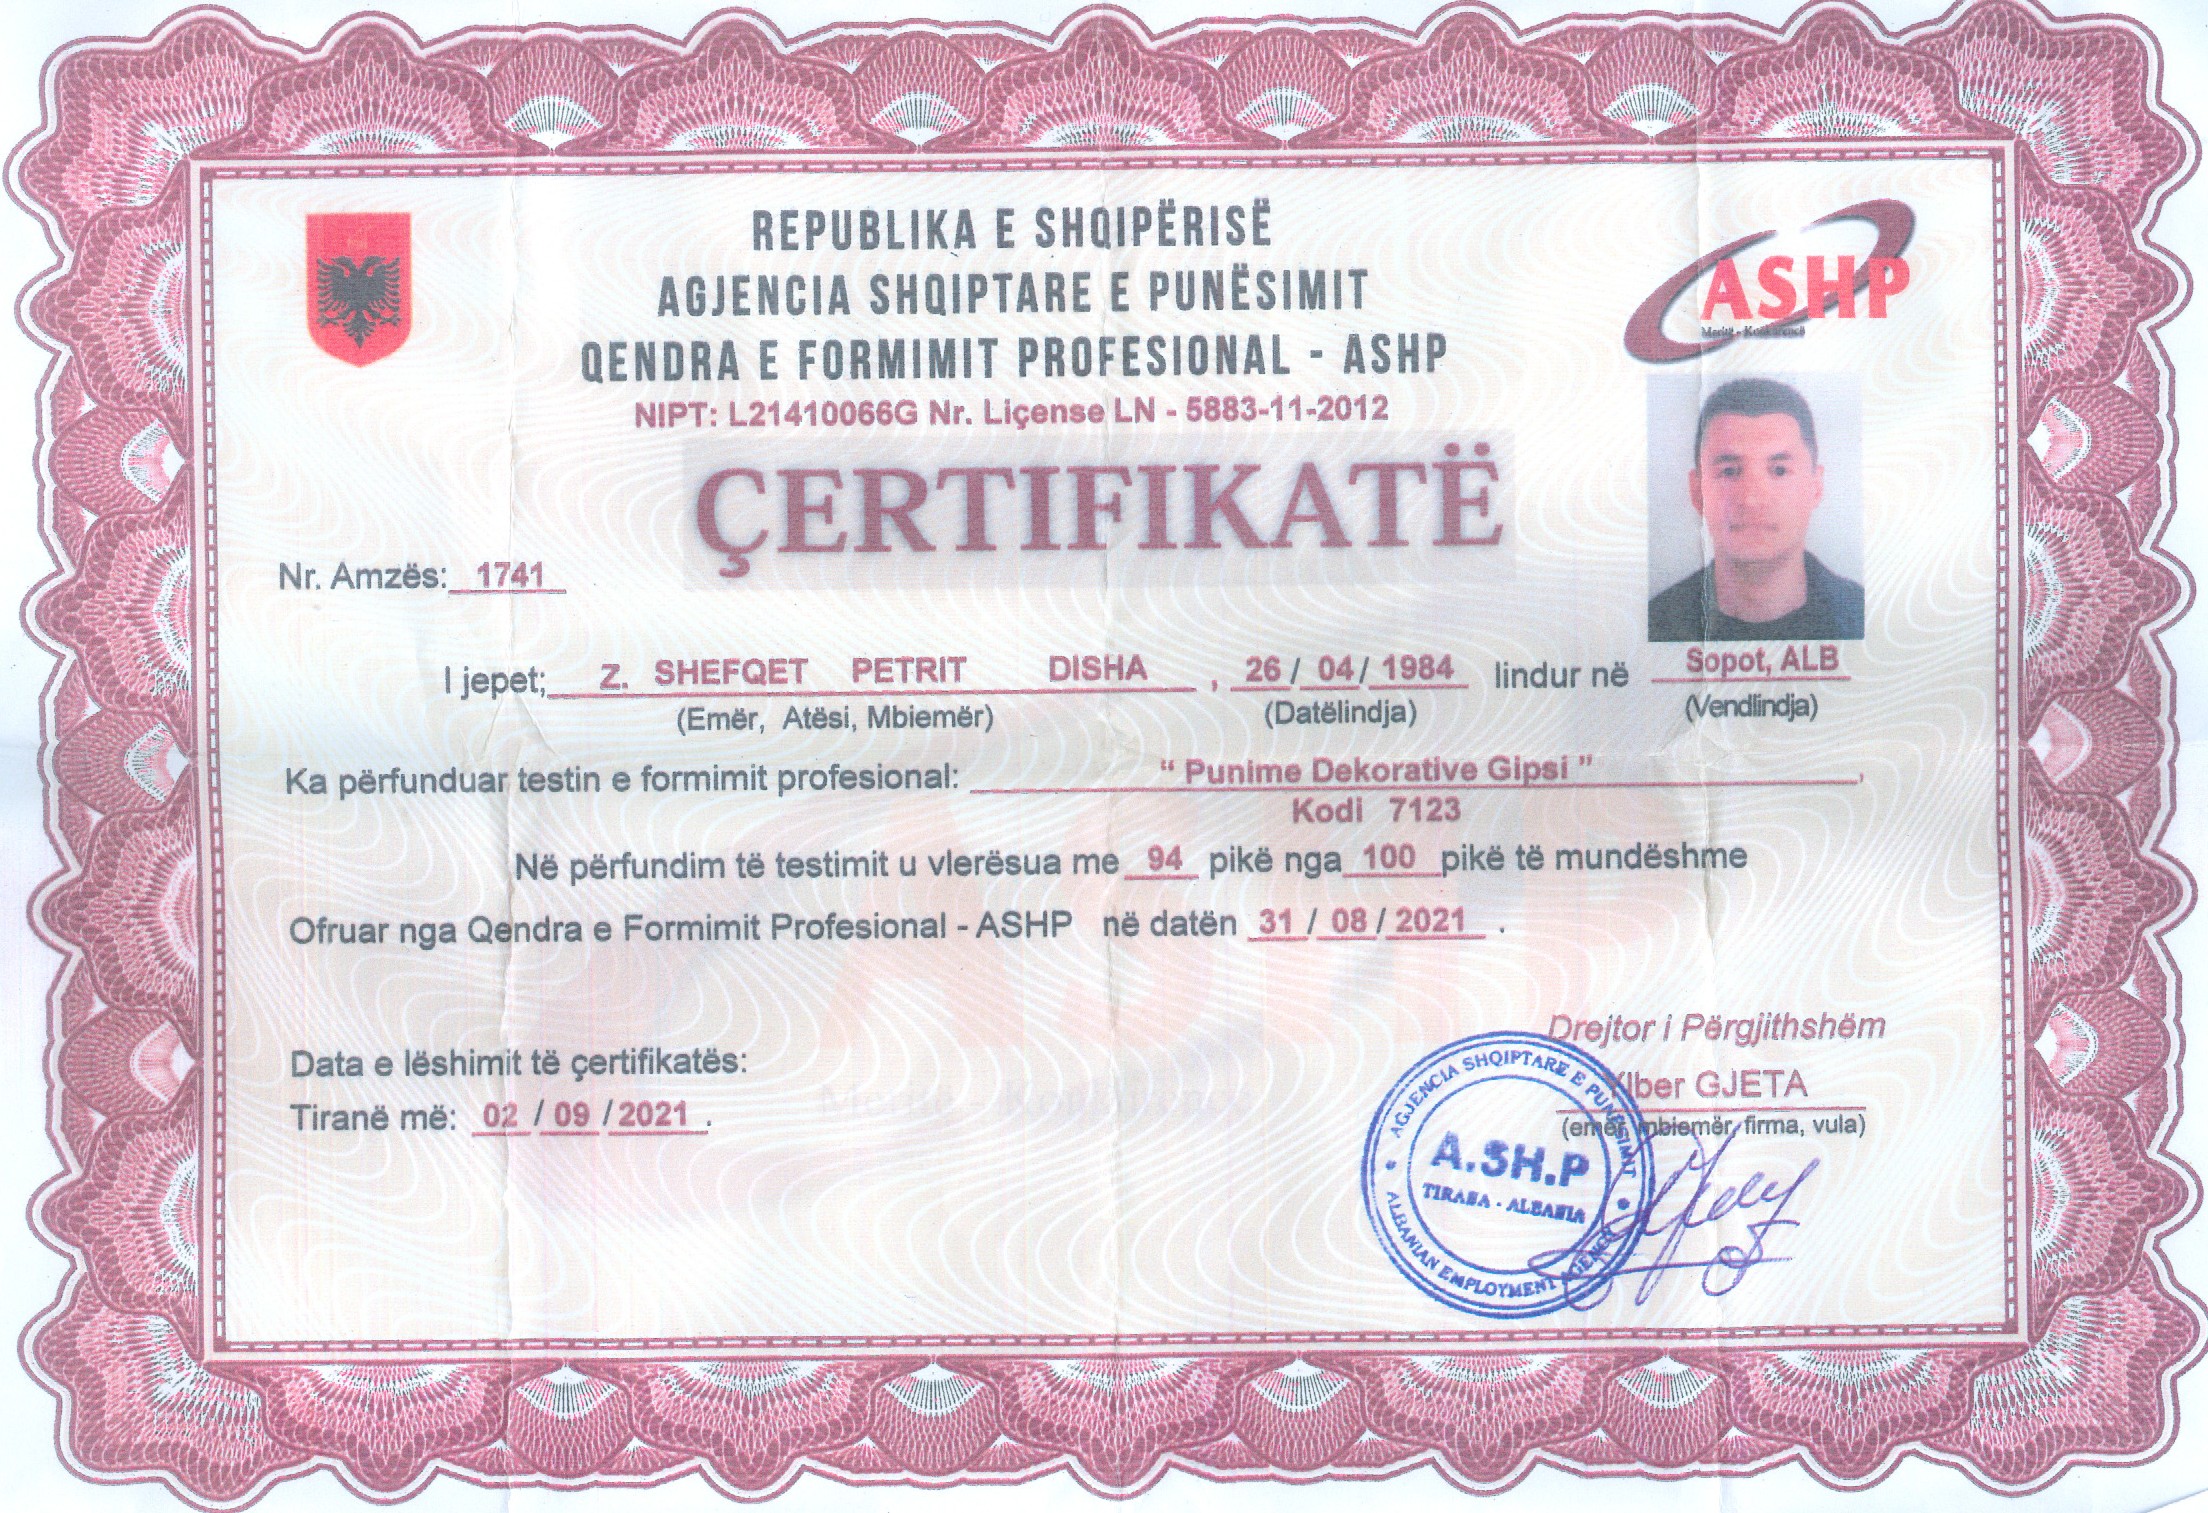 REPUBLIKA E SHQIPËRISË
AGJENCIA SHQIPTARE E PUNËSIMIT
QENDRA E FORMIMIT PROFESIONAL - ASHP
NIPT: L21410066G Nr. Liçense LN - 5883-11-2012
ASHP
Meritë - Konkurencë
ÇERTIFIKATË
Nr. Amzës: 1741
I jepet; Z. SHEFQET PETRIT DISHA , 26 / 04 / 1984 lindur në Sopot, ALB
(Emër, Atësi, Mbiemër) (Datëlindja) (Vendlindja)
Ka përfunduar testin e formimit profesional: “ Punime Dekorative Gipsi ” ,
Kodi 7123
Në përfundim të testimit u vlerësua me 94 pikë nga 100 pikë të mundëshme
Ofruar nga Qendra e Formimit Profesional - ASHP në datën 31 / 08 / 2021 .
Data e lëshimit të çertifikatës:
Tiranë më: 02 / 09 / 2021 .
Drejtor i Përgjithshëm
GJETA
(emër, mbiemër, firma, vula)
AGJENCIA SHQIPTARE E PUNËSIMIT
A.SH.P
TIRANA - ALBANIA
ALBANIAN EMPLOYMENT AGENCY